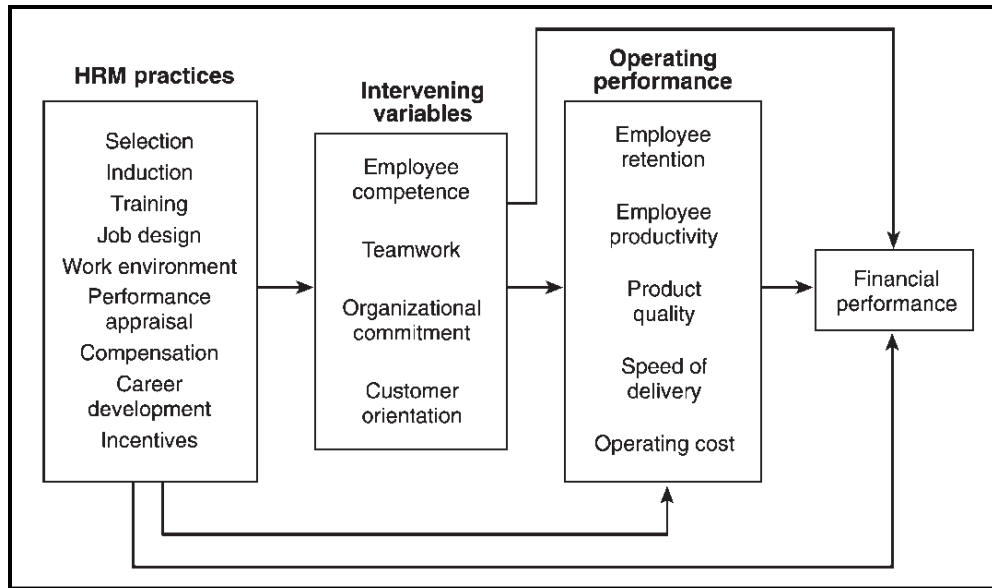 HRM practices
Selection
Induction
Training
Job design
Work environment
Performance
appraisal
Compensation
Career
development
Incentives
Intervening
variables
Employee
competence
Teamwork
Organizational
commitment
Customer
orientation
Operating
performance
Employee
retention
Employee
productivity
Product
quality
Speed of
delivery
Operating cost
Financial
performance